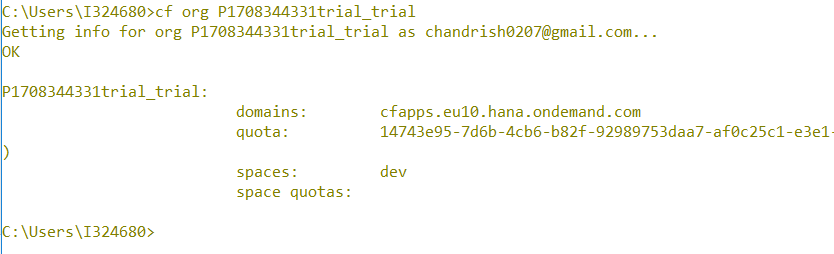 C:\Users\I324680>cf org P1708344331trial_trial
Getting info for org P1708344331trial_trial as chandrish0207@gmail.com...
OK
P1708344331trial_trial:
domains: cfapps.eu10.hana.ondemand.com
quota: 14743e95-7d6b-4cb6-b82f-92989753daa7-af0c25c1-e3e1-
)
spaces: dev
space quotas:
C:\Users\I324680>